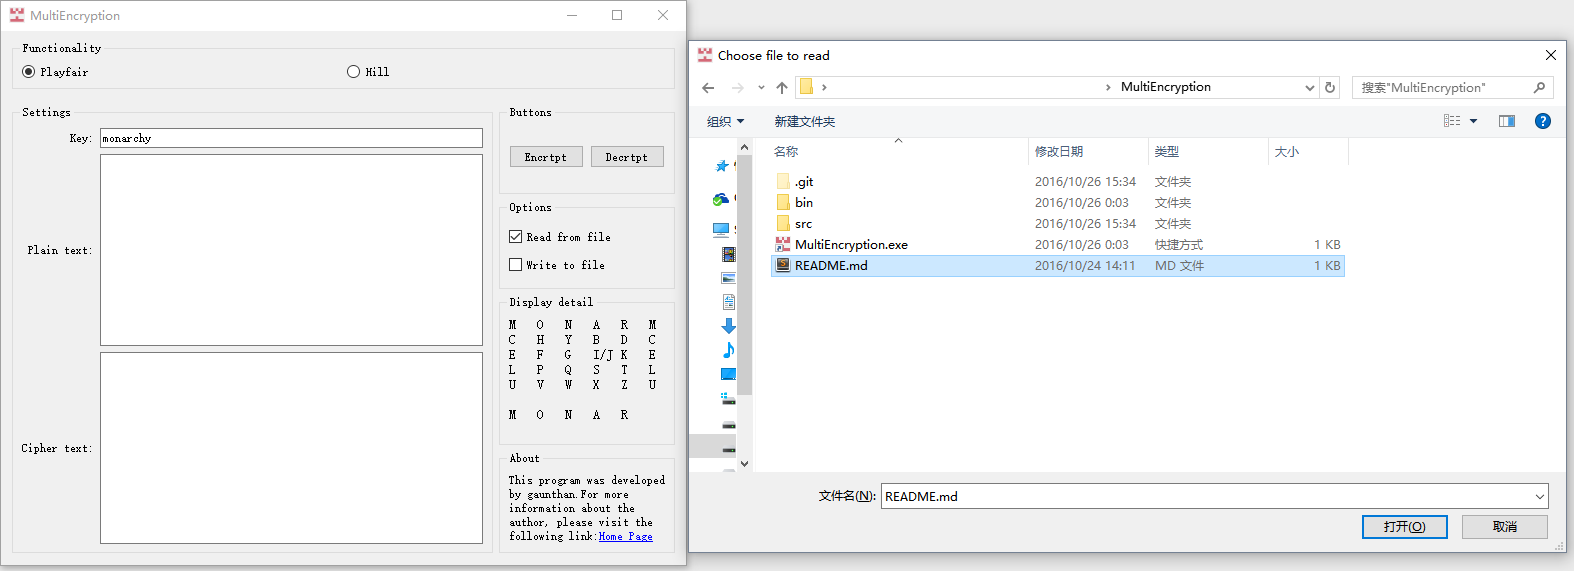 MultiEncryption
Functionality
Playfair
Hill
Settings
Key:
monarchy
Plain text:
Cipher text:
Buttons
Encrtpt
Decrtpt
Options
Read from file
Write to file
Display detail
M O N A R M
C H Y B D C
E F G I/J K E
L P Q S T L
U V W X Z U
M O N A R
About
This program was developed
by gaunthan.For more
information about the
author, please visit the
following link:Home Page
Choose file to read
MultiEncryption
搜索"MultiEncryption"
组织
新建文件夹
名称 修改日期 类型 大小
.git 2016/10/26 15:34 文件夹
bin 2016/10/26 0:03 文件夹
src 2016/10/26 15:34 文件夹
MultiEncryption.exe 2016/10/26 0:03 快捷方式 1 KB
README.md 2016/10/24 14:11 MD 文件 1 KB
文件名(N): README.md
打开(O)
取消